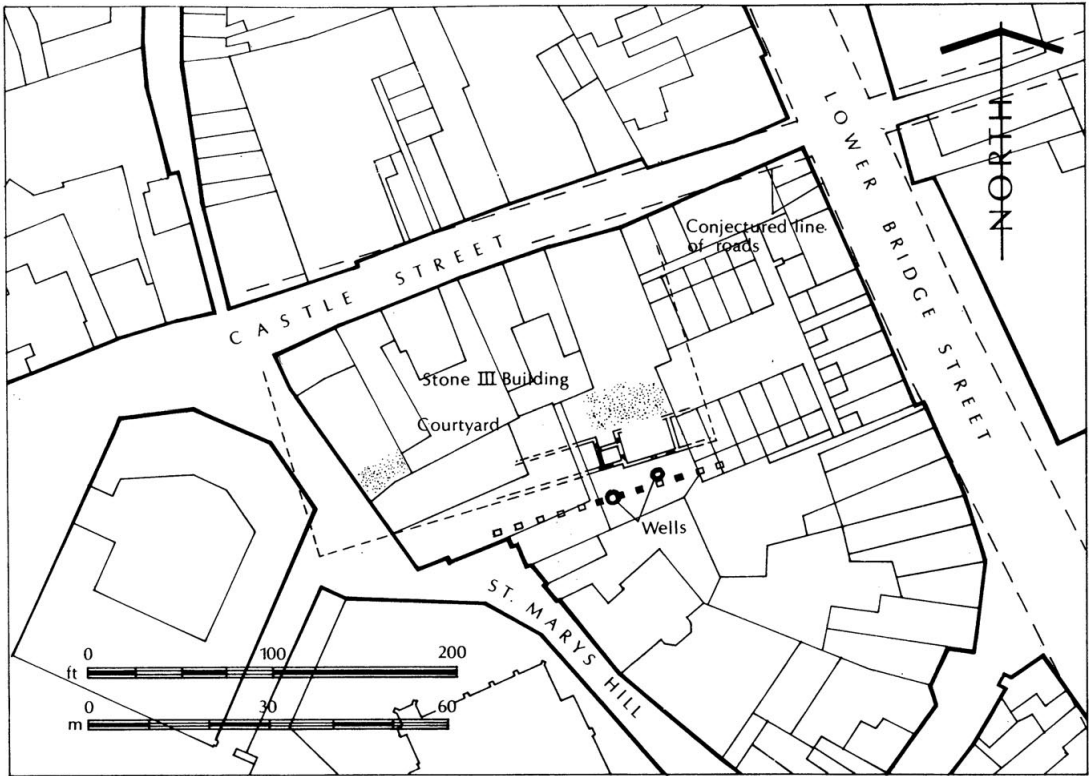 NORTH
LOWER BRIDGE STREET
CASTLE STREET
Conjectured line
of roads
Stone III Building
Courtyard
Wells
ST. MARYS HILL
0 100 200
ft
0 30 60
m